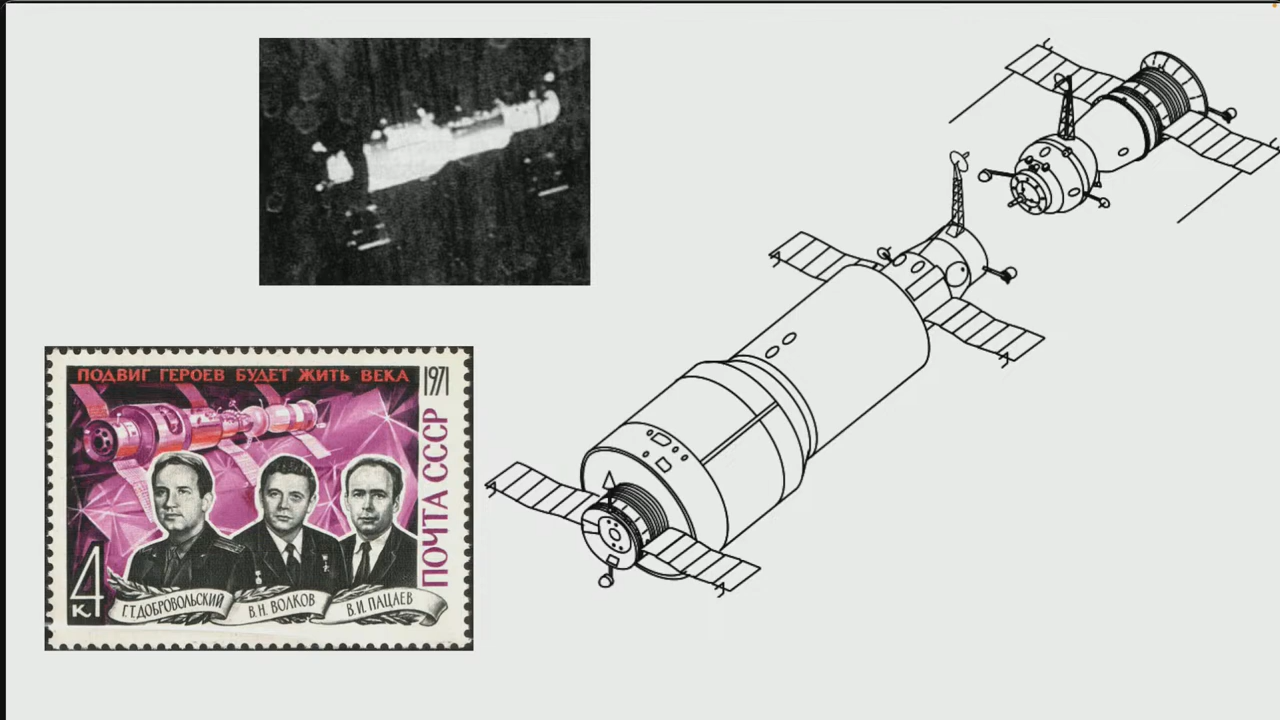 ПОДВИГ ГЕРОЕВ БУДЕТ ЖИТЬ ВЕКА
1971
ПОЧТА СССР
4 к.
Г.Т.ДОБРОВОЛЬСКИЙ
В.Н. ВОЛКОВ
В.И. ПАЦАЕВ